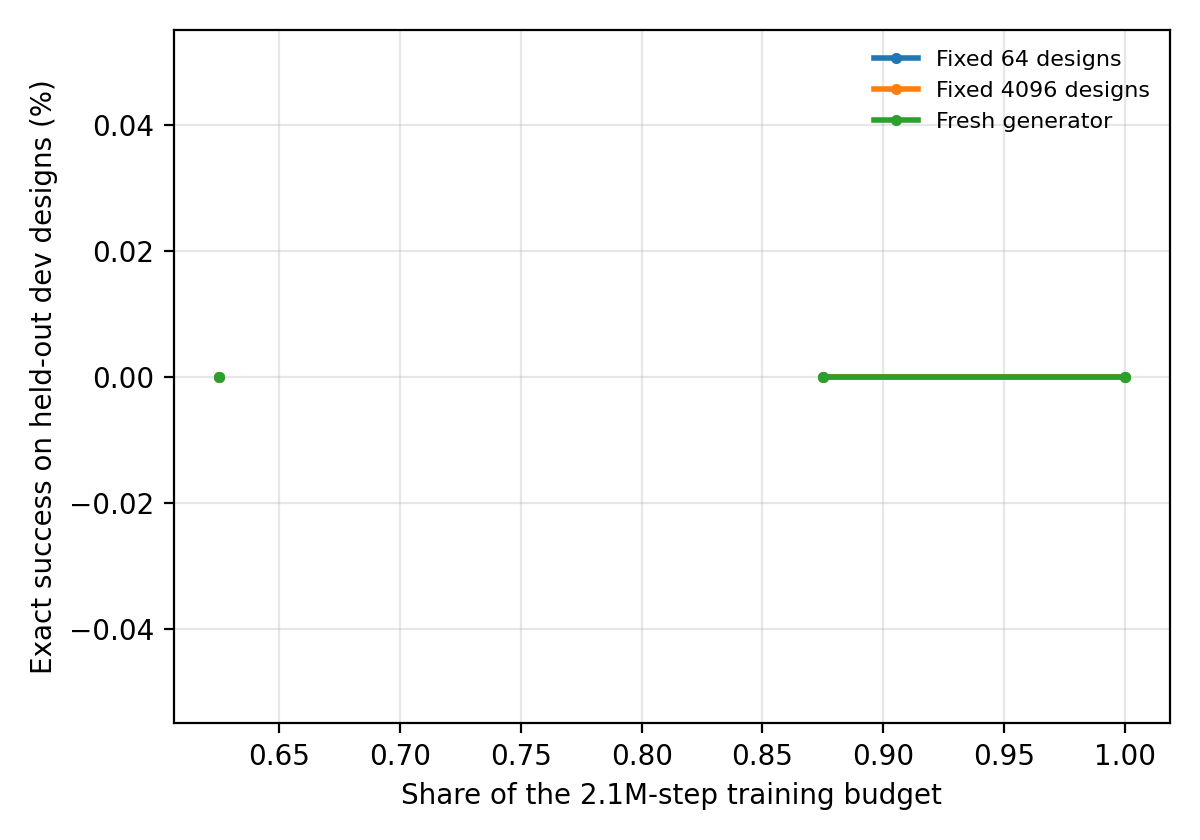 Fixed 64 designs
Fixed 4096 designs
Fresh generator
Exact success on held-out dev designs (%)
0.04
0.02
0.00
−0.02
−0.04
0.65 0.70 0.75 0.80 0.85 0.90 0.95 1.00
Share of the 2.1M-step training budget